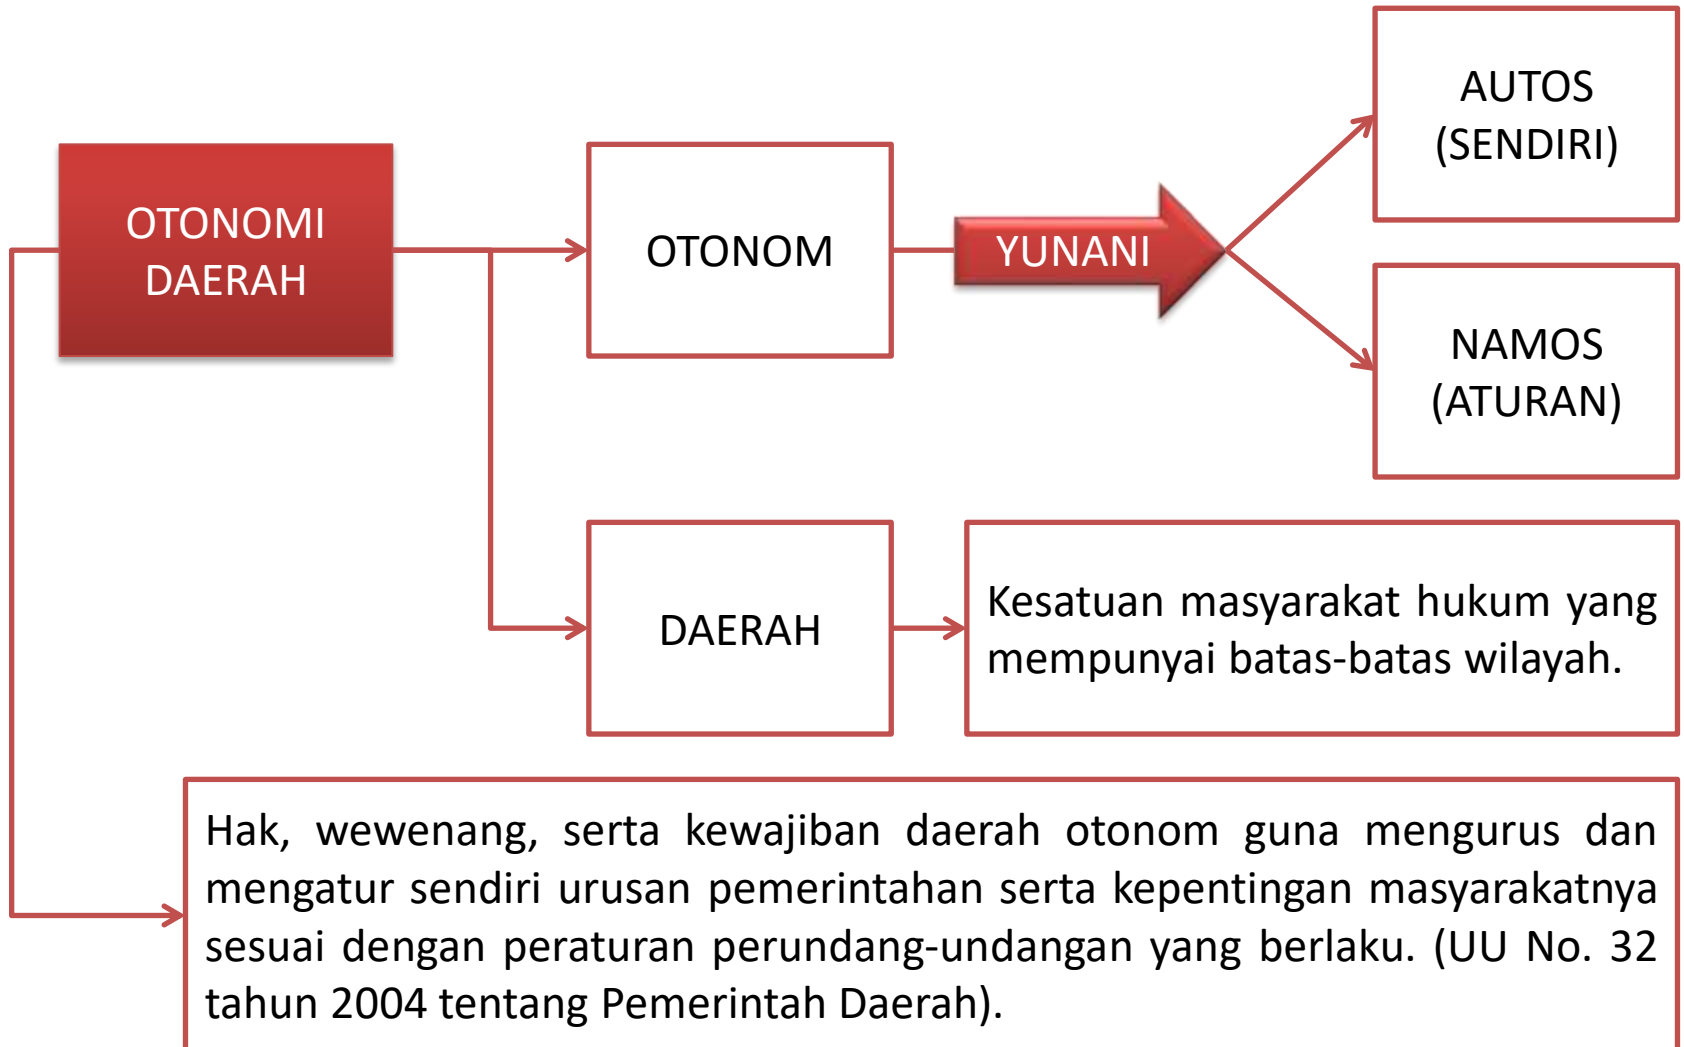 OTONOMI
DAERAH
OTONOM
YUNANI
AUTOS
(SENDIRI)
NAMOS
(ATURAN)
DAERAH
Kesatuan masyarakat hukum yang
mempunyai batas-batas wilayah.
Hak, wewenang, serta kewajiban daerah otonom guna mengurus dan
mengatur sendiri urusan pemerintahan serta kepentingan masyarakatnya
sesuai dengan peraturan perundang-undangan yang berlaku. (UU No. 32
tahun 2004 tentang Pemerintah Daerah).